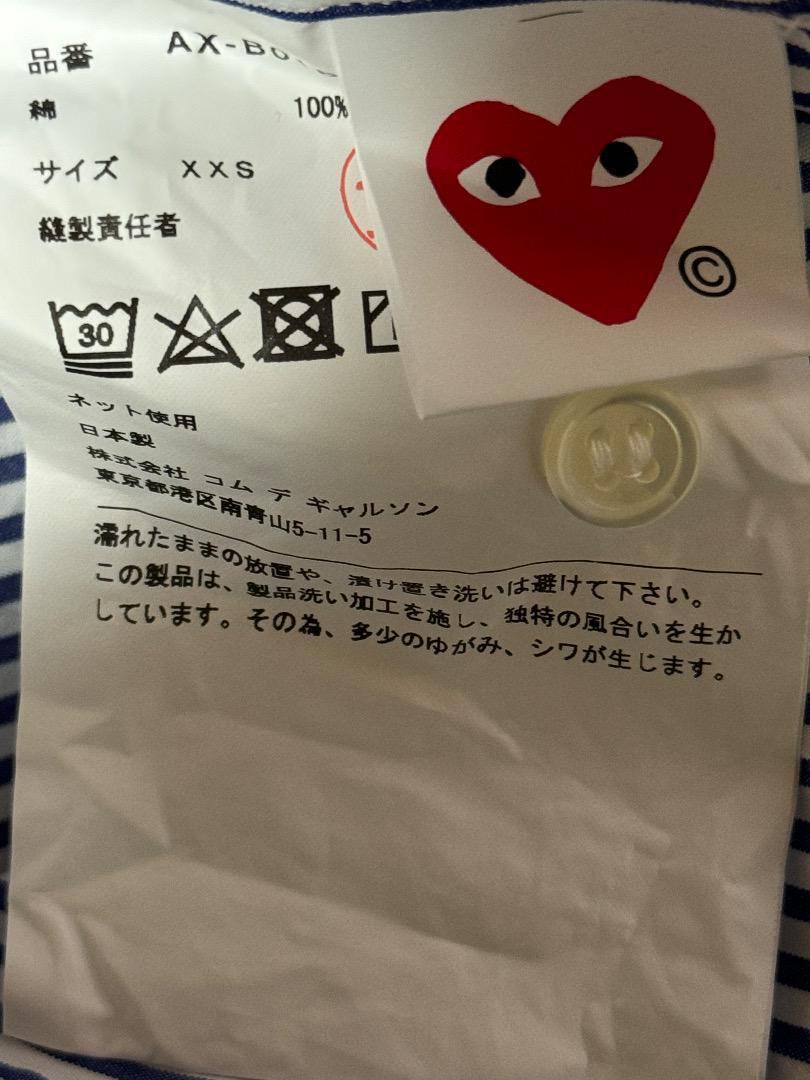 品番 AX-B0
綿 100%
サイズ XXS
縫製責任者
30
ネット使用
日本製
株式会社 コム デ ギャルソン
東京都港区南青山5-11-5
濡れたままの放置や、漬け置き洗いは避けて下さい。
この製品は、製品洗い加工を施し、独特の風合いを生か
しています。その為、多少のゆがみ、シワが生じます。
©